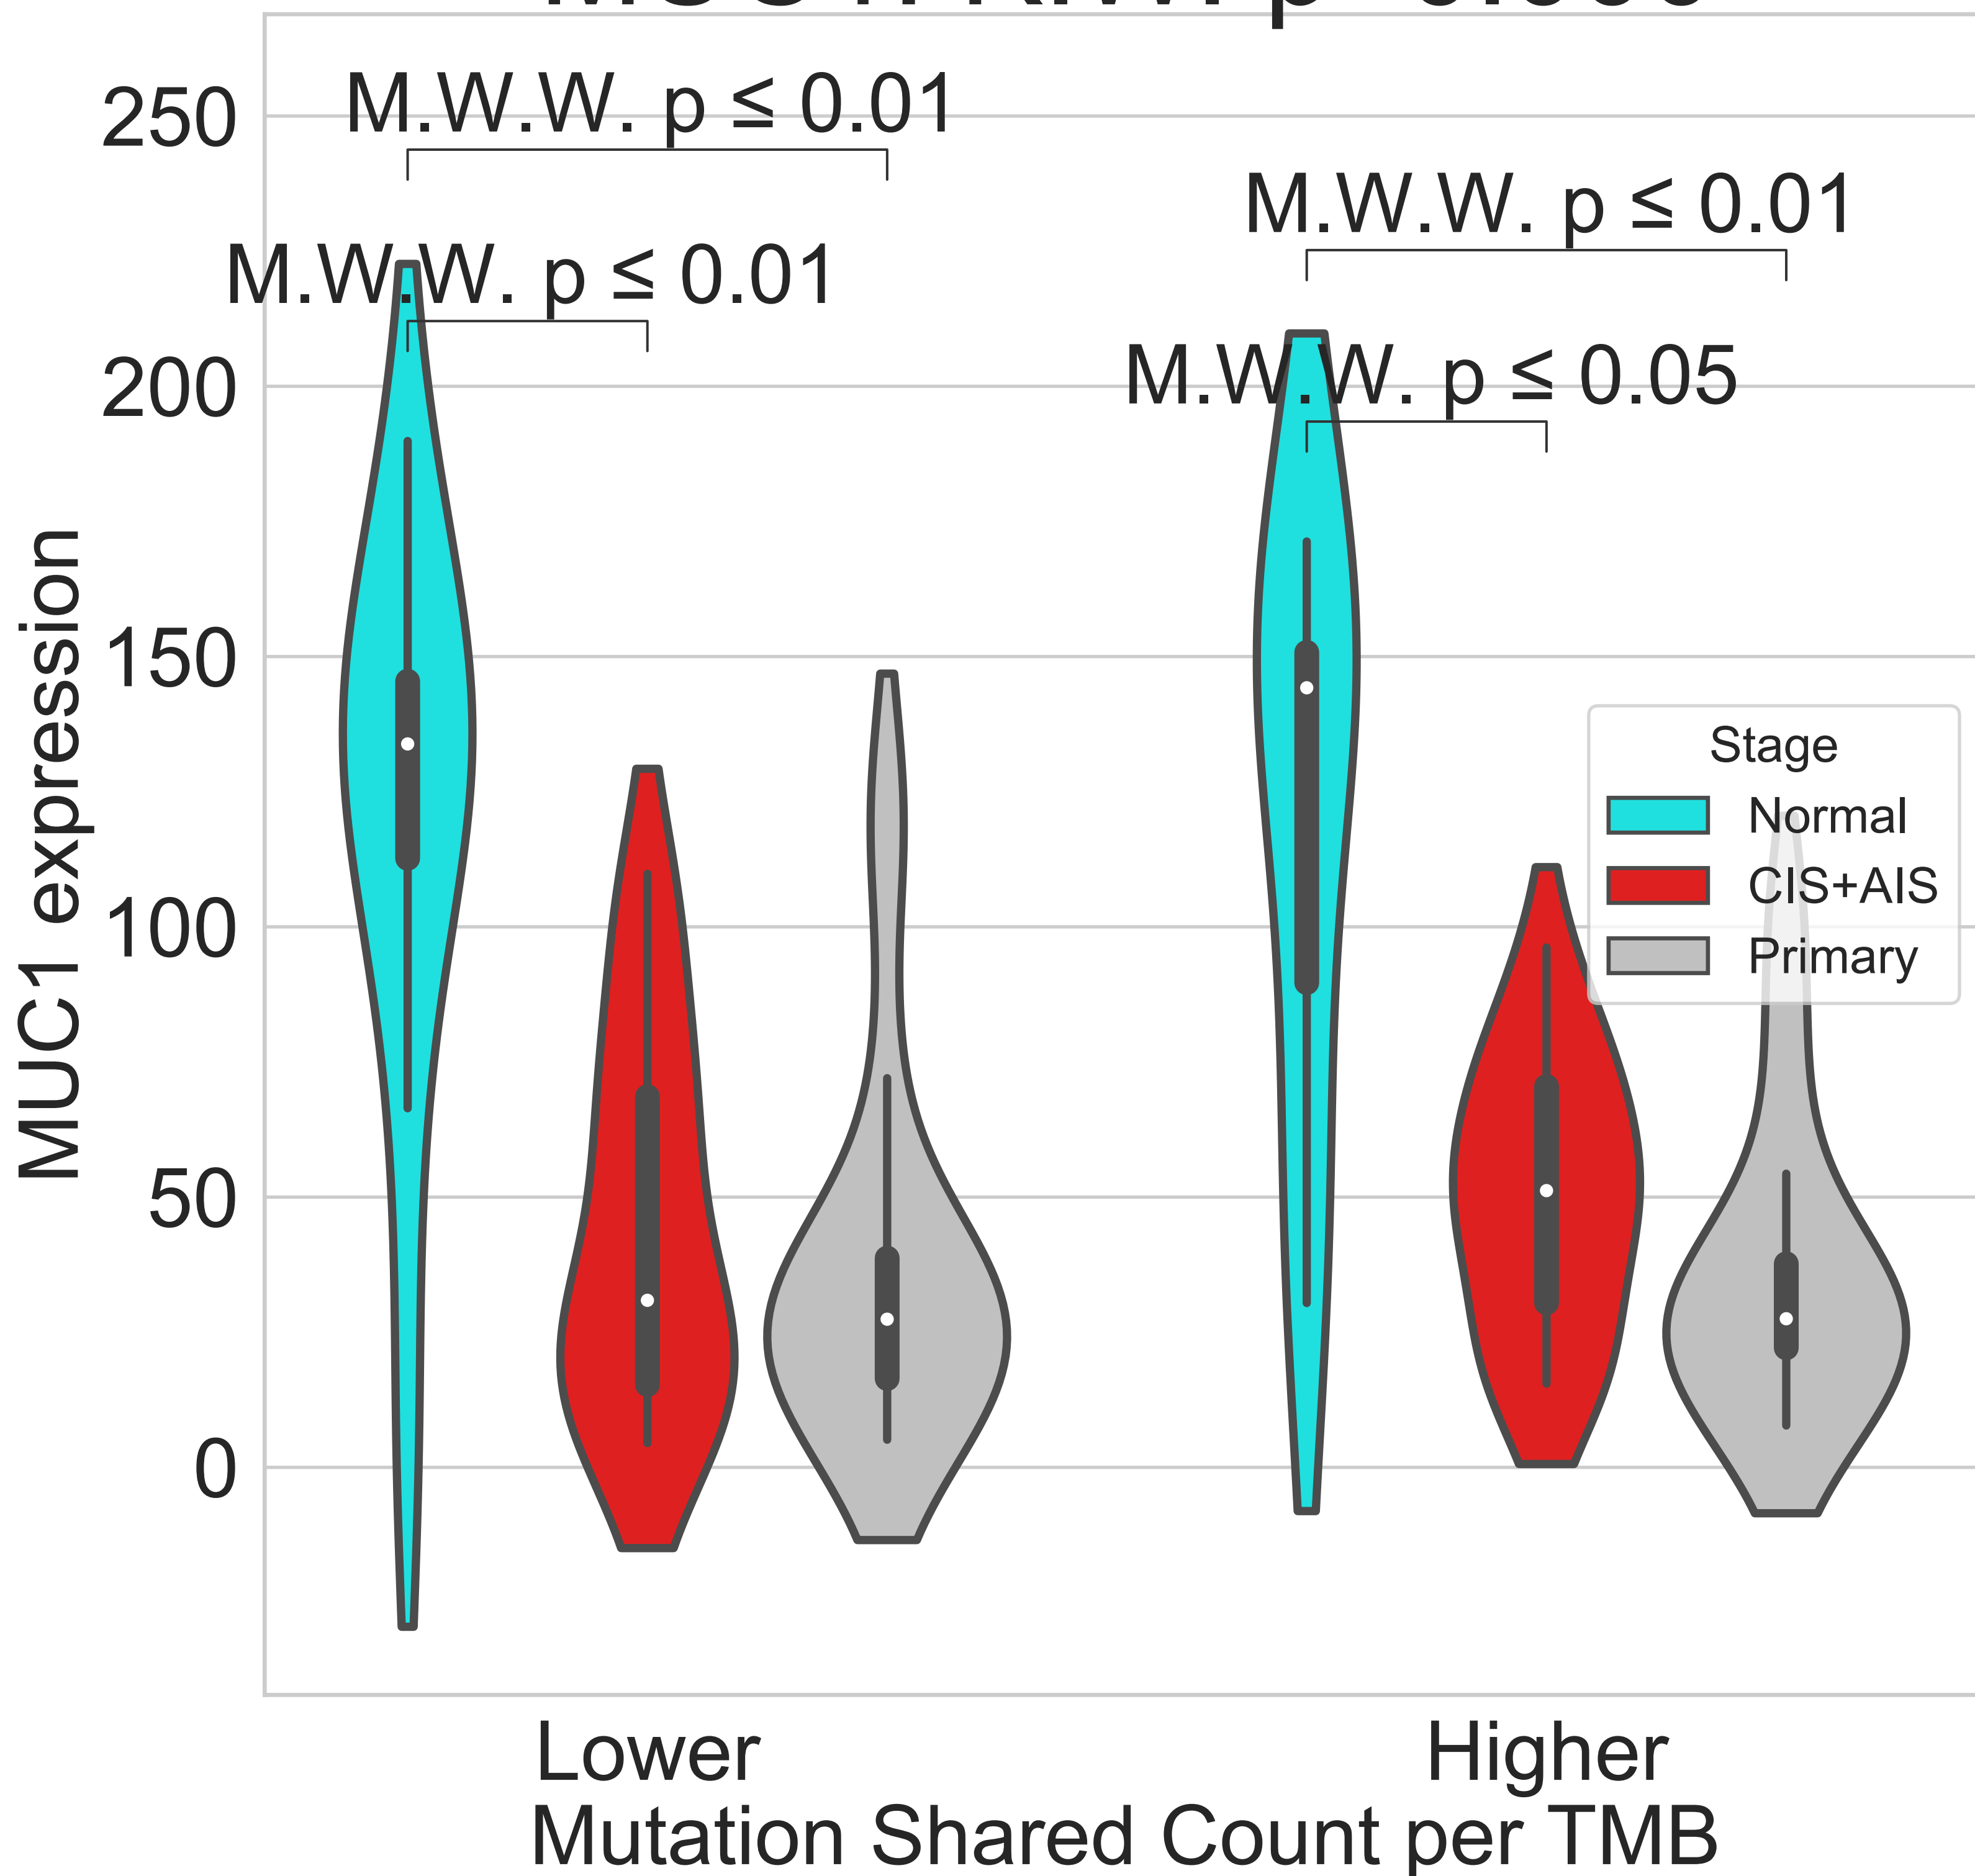 M.W.W. p ≤ 0.01
M.W.W. p ≤ 0.01
M.W.W. p ≤ 0.01
M.W.W. p ≤ 0.05
250
200
150
100
50
0
MUC1 expression
Stage
Normal
CIS+AIS
Primary
Lower
Higher
Mutation Shared Count per TMB